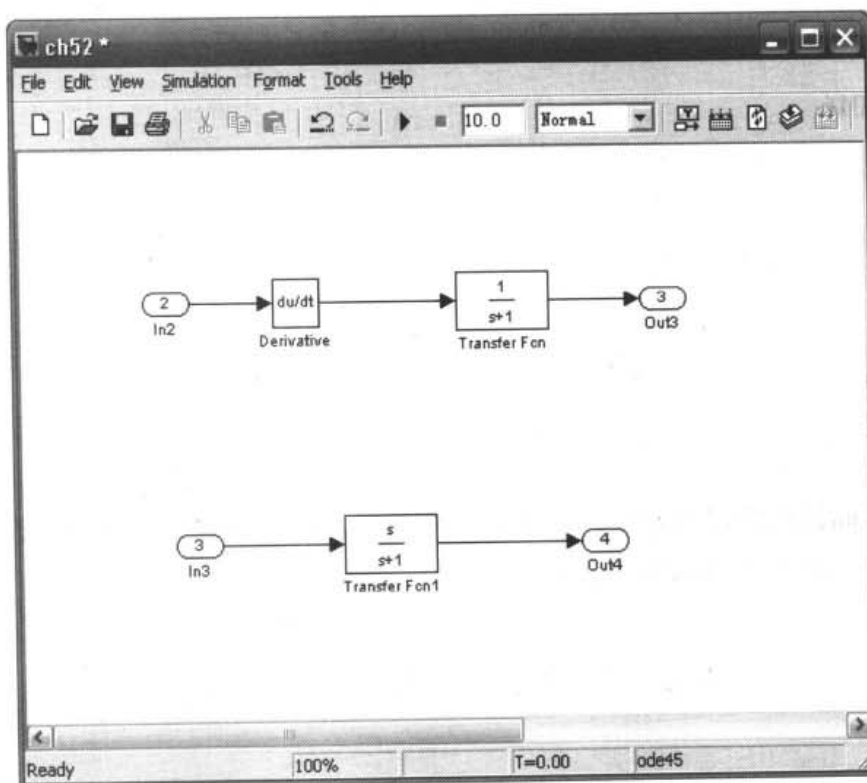 ch52 *
File Edit View Simulation Format Tools Help
10.0 Normal
2
In2
du/dt
Derivative
1
s+1
Transfer Fcn
3
Out3
3
In3
s
s+1
Transfer Fcn1
4
Out4
Ready 100% T=0.00 ode45